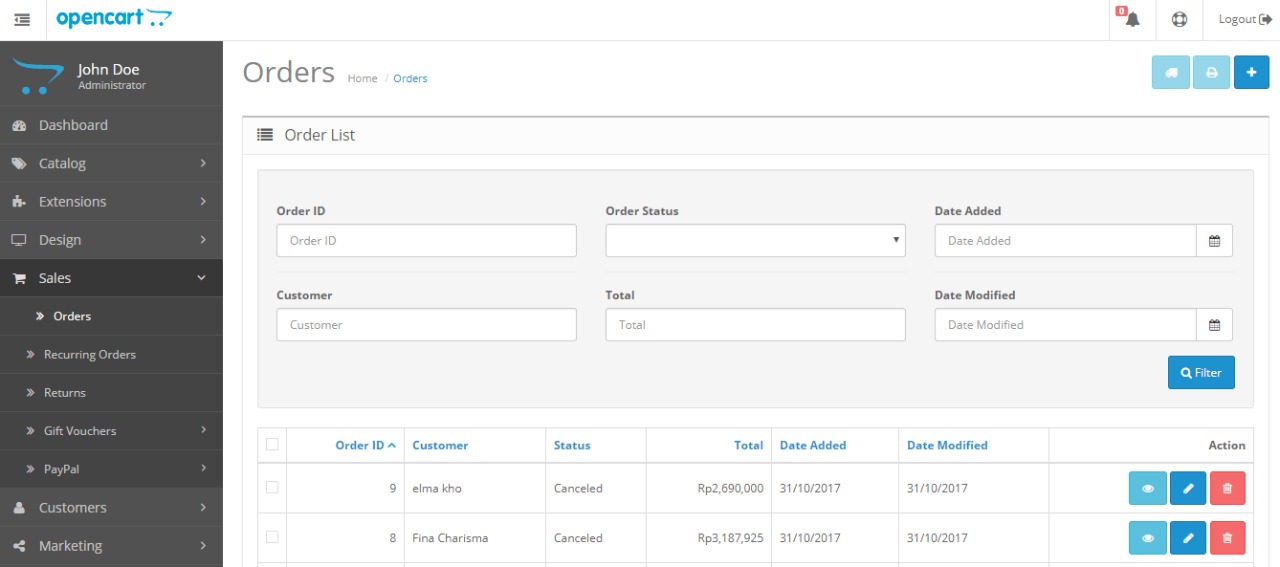 opencart
0
Logout
John Doe
Administrator
Dashboard
Catalog
Extensions
Design
Sales
Orders
Recurring Orders
Returns
Gift Vouchers
PayPal
Customers
Marketing
Orders Home / Orders
Order List
Order ID Order Status Date Added
Order ID Date Added
Customer Total Date Modified
Customer Total Date Modified
Filter
Order ID Customer Status Total Date Added Date Modified Action
9 elma kho Canceled Rp2,690,000 31/10/2017 31/10/2017
8 Fina Charisma Canceled Rp3,187,925 31/10/2017 31/10/2017